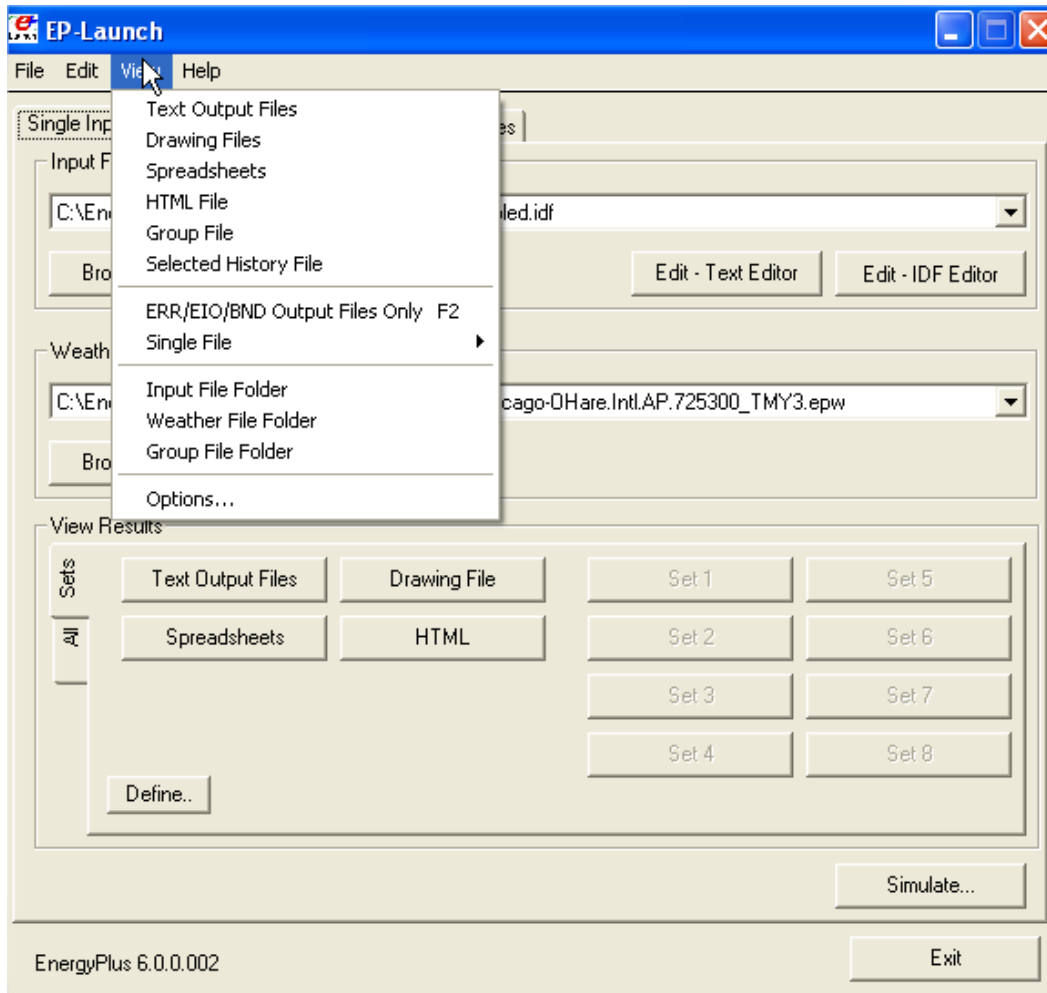 EP-Launch
File Edit View Help
Single Inp
es
Text Output Files
Drawing Files
Spreadsheets
HTML File
Group File
Selected History File
ERR/EIO/BND Output Files Only F2
Single File
Input File Folder
Weather File Folder
Group File Folder
Options...
Input F
C:\En
led.idf
Bro
Edit - Text Editor
Edit - IDF Editor
Weath
C:\En
cago-OHare.Intl.AP.725300_TMY3.epw
Bro
View Results
Sets
All
Text Output Files
Drawing File
Set 1
Set 5
Spreadsheets
HTML
Set 2
Set 6
Set 3
Set 7
Set 4
Set 8
Define..
Simulate...
EnergyPlus 6.0.0.002
Exit